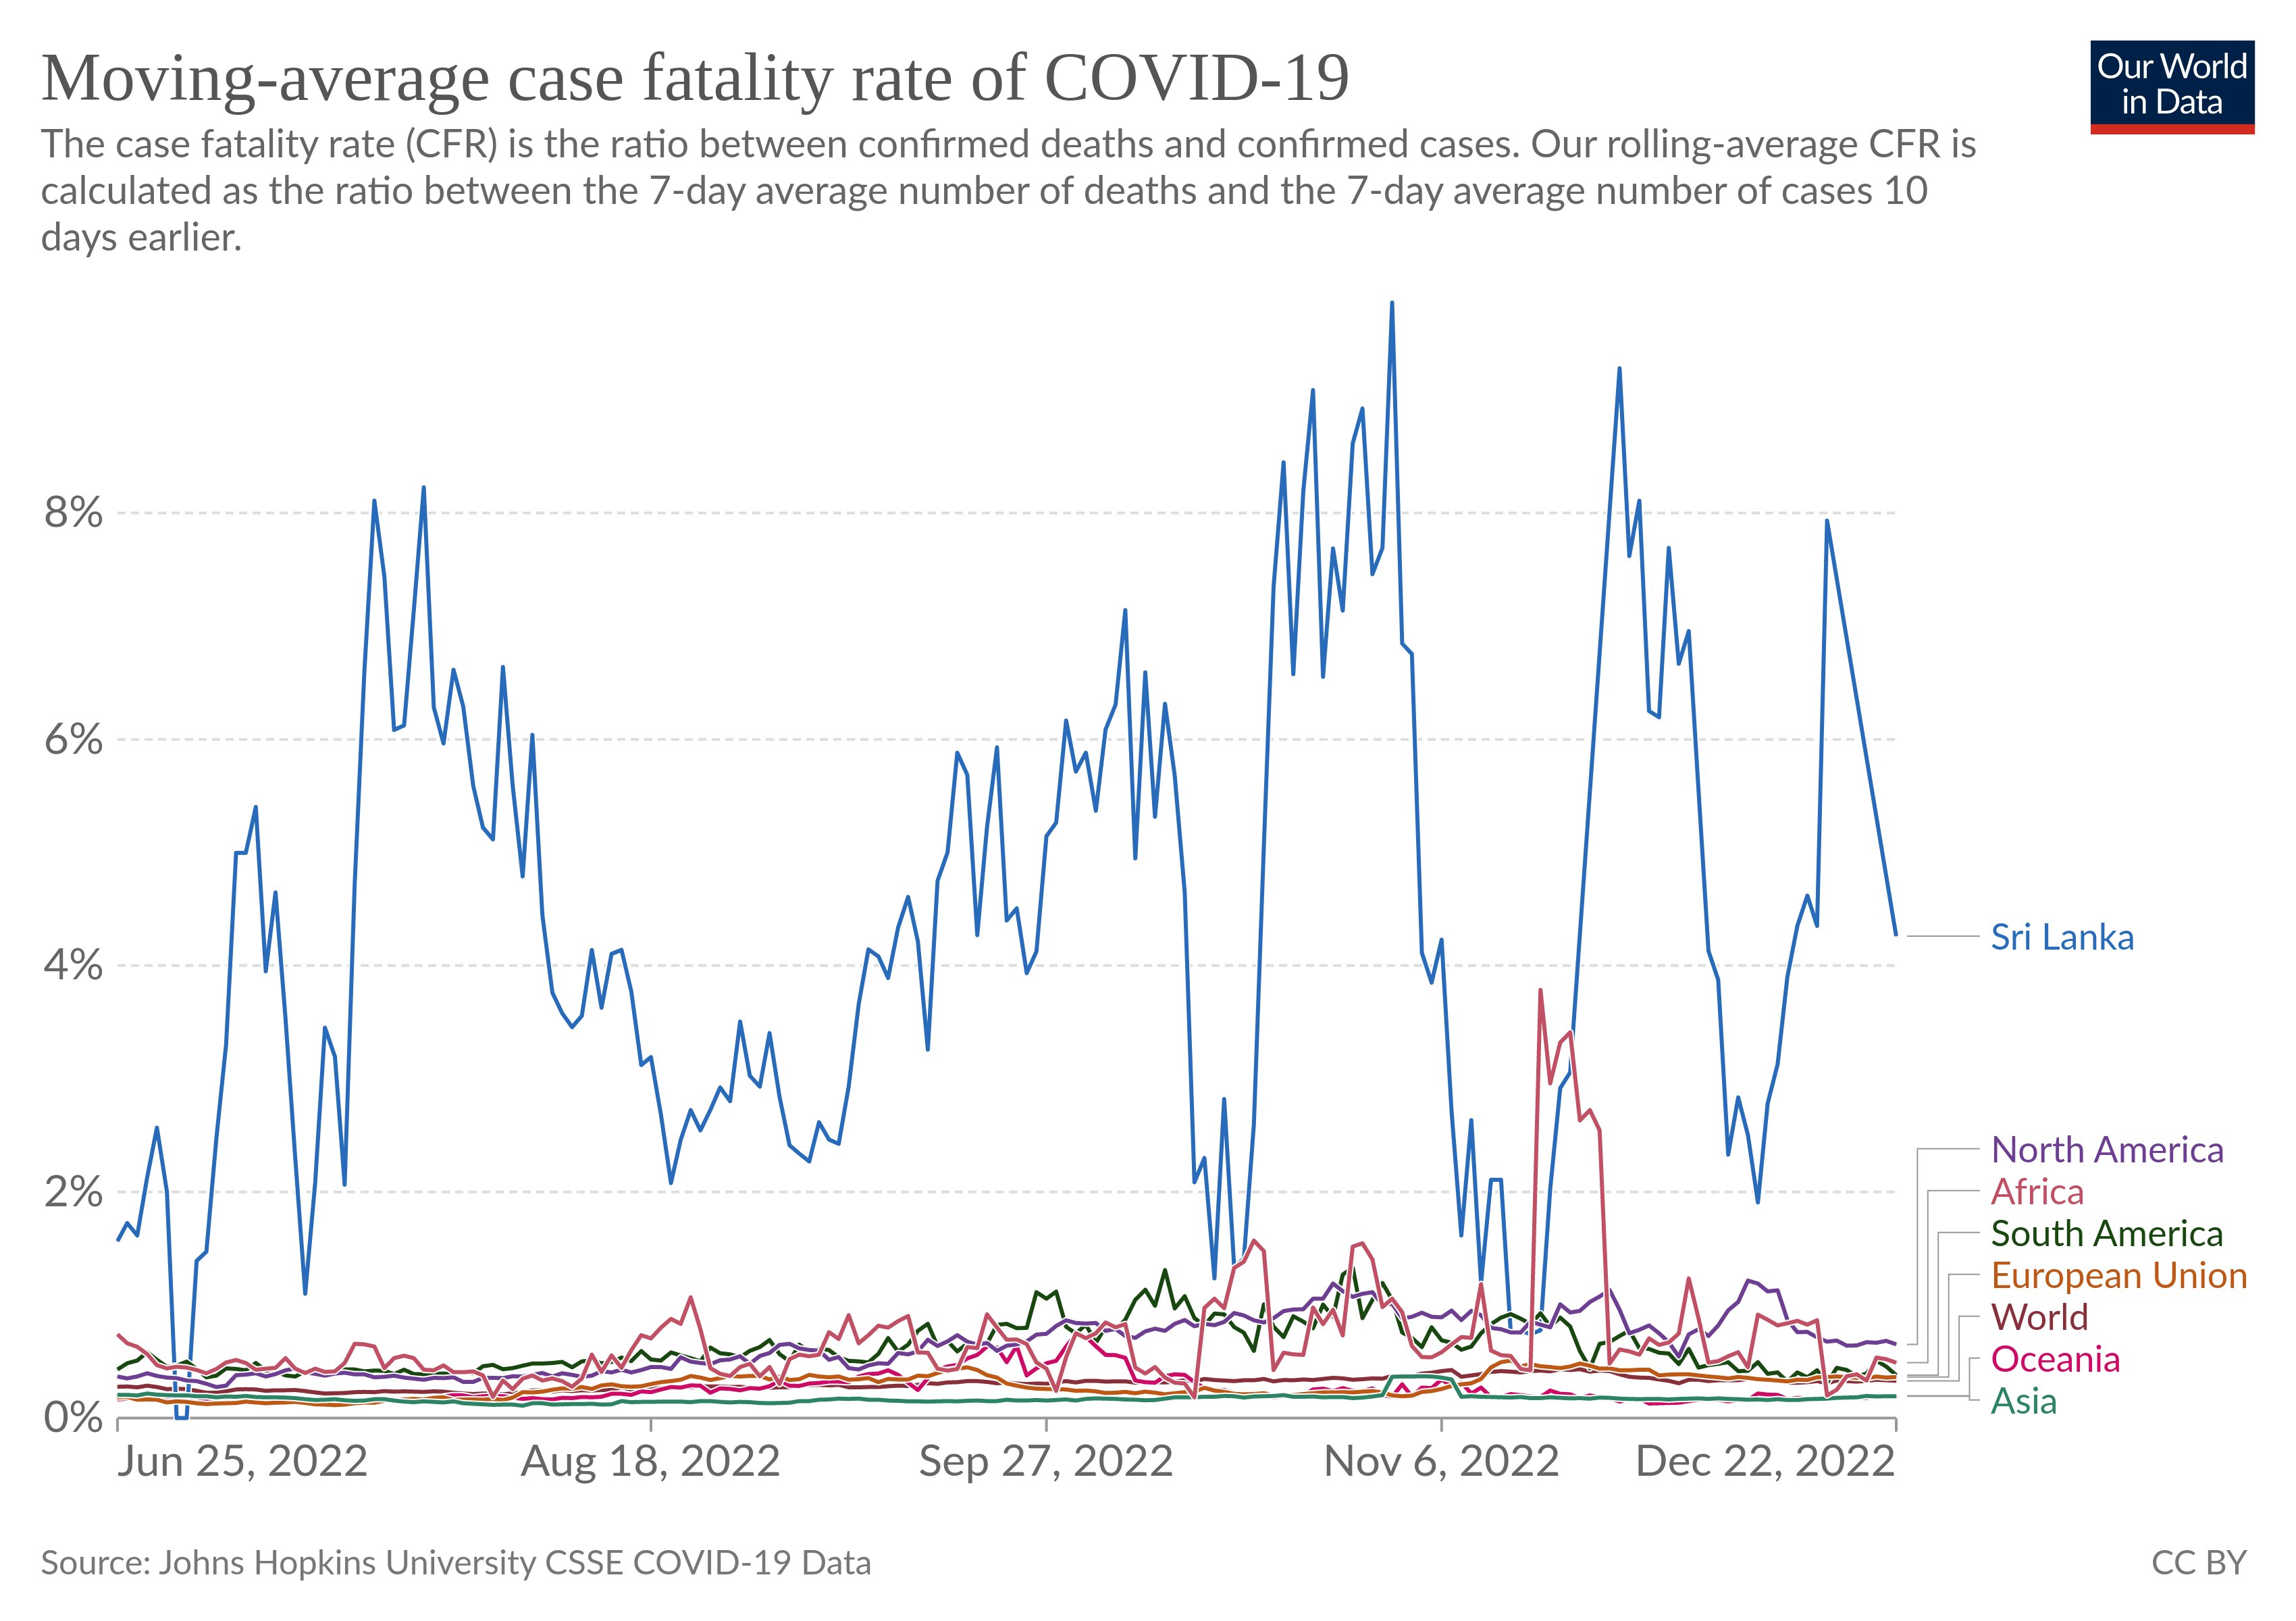 Moving-average case fatality rate of COVID-19
Our World
in Data
The case fatality rate (CFR) is the ratio between confirmed deaths and confirmed cases. Our rolling-average CFR is
calculated as the ratio between the 7-day average number of deaths and the 7-day average number of cases 10
days earlier.
8%
6%
4%
2%
0%
Sri Lanka
North America
Africa
South America
European Union
World
Oceania
Asia
Jun 25, 2022
Aug 18, 2022
Sep 27, 2022
Nov 6, 2022
Dec 22, 2022
Source: Johns Hopkins University CSSE COVID-19 Data
CC BY